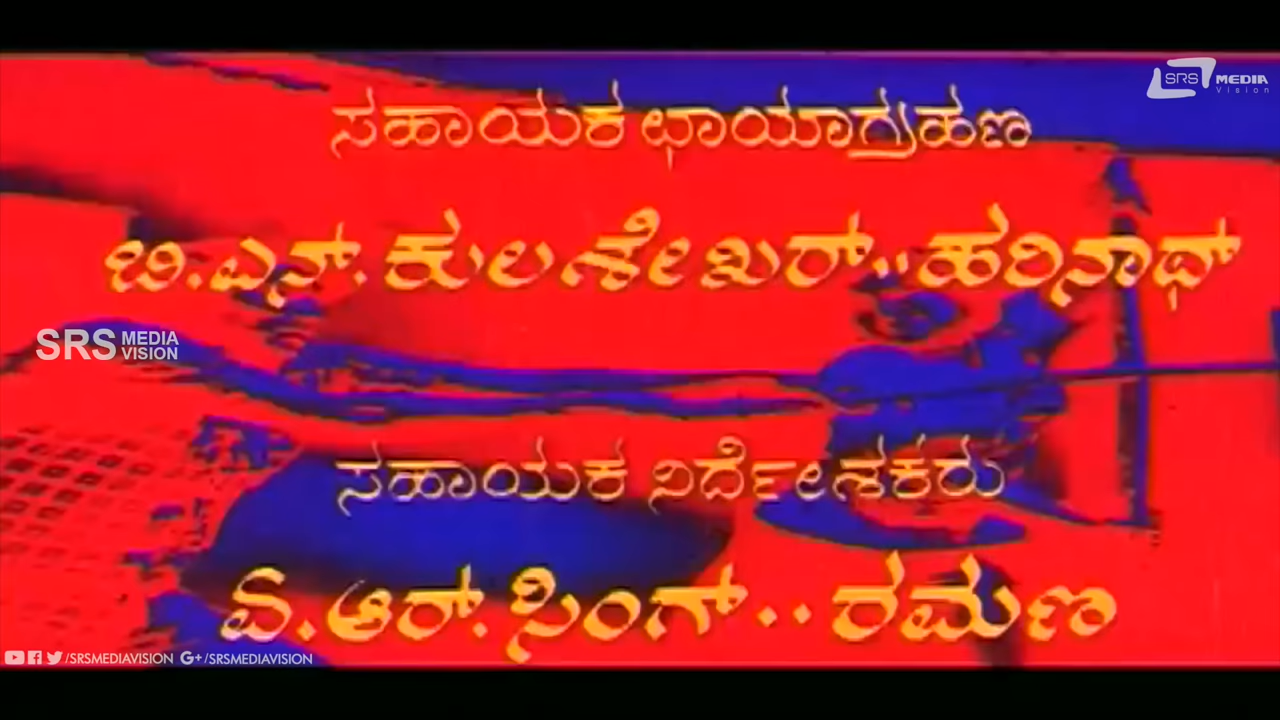 SRS MEDIA
Vision
ಸಹಾಯಕ ಛಾಯಾಗ್ರಹಣ
ಬಿ.ಎನ್.ಕುಲಶೇಖರ್..ಹರಿನಾಥ್
SRS MEDIA
VISION
ಸಹಾಯಕ ನಿರ್ದೇಶಕರು
ಏ.ಆರ್.ಸಿಂಗ್..ರಮಣ
/SRSMEDIAVISION G+/SRSMEDIAVISION